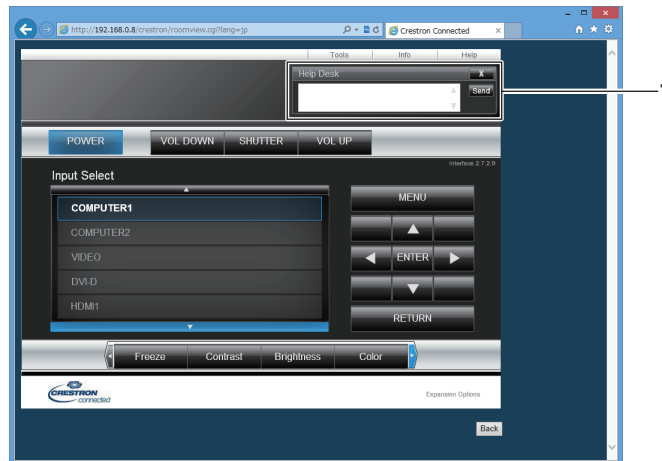 http://192.168.0.8/crestron/roomview.cgi?lang=jp
Crestron Connected
Tools Info Help
Help Desk X
Send
POWER VOL DOWN SHUTTER VOL UP
Interface 2.7.2.9
Input Select
COMPUTER1
COMPUTER2
VIDEO
DVI-D
HDMI1
MENU
ENTER
RETURN
Freeze Contrast Brightness Color
CRESTRON
connected
Expansion Options
Back